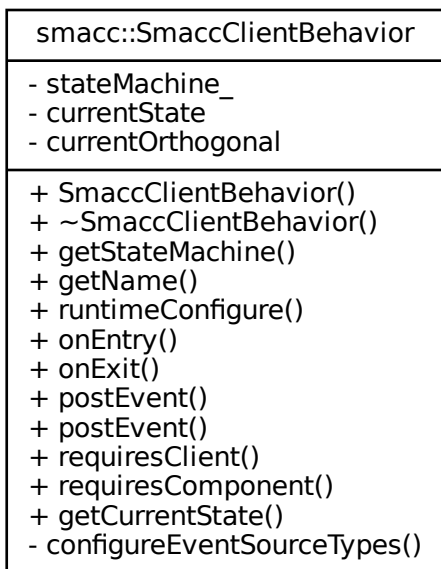 smacc::SmaccClientBehavior
- stateMachine_
- currentState
- currentOrthogonal
+ SmaccClientBehavior()
+ ~SmaccClientBehavior()
+ getStateMachine()
+ getName()
+ runtimeConfigure()
+ onEntry()
+ onExit()
+ postEvent()
+ postEvent()
+ requiresClient()
+ requiresComponent()
+ getCurrentState()
- configureEventSourceTypes()